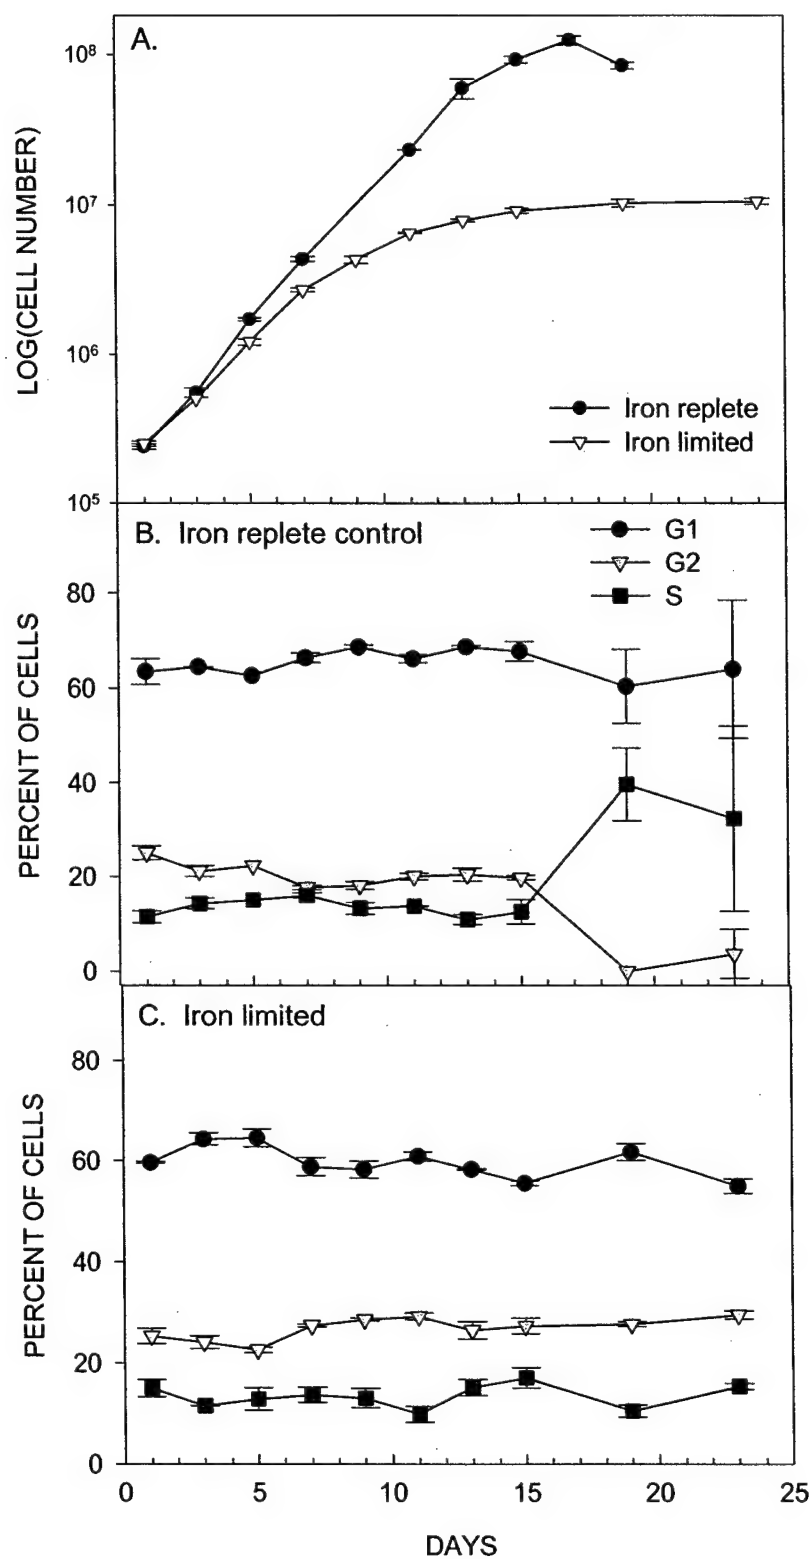 A.
10⁸
10⁷
10⁶
10⁵
LOG(CELL NUMBER)
Iron replete
Iron limited
B. Iron replete control
G1
G2
S
80
60
40
20
0
PERCENT OF CELLS
C. Iron limited
80
60
40
20
0
PERCENT OF CELLS
0 5 10 15 20 25
DAYS